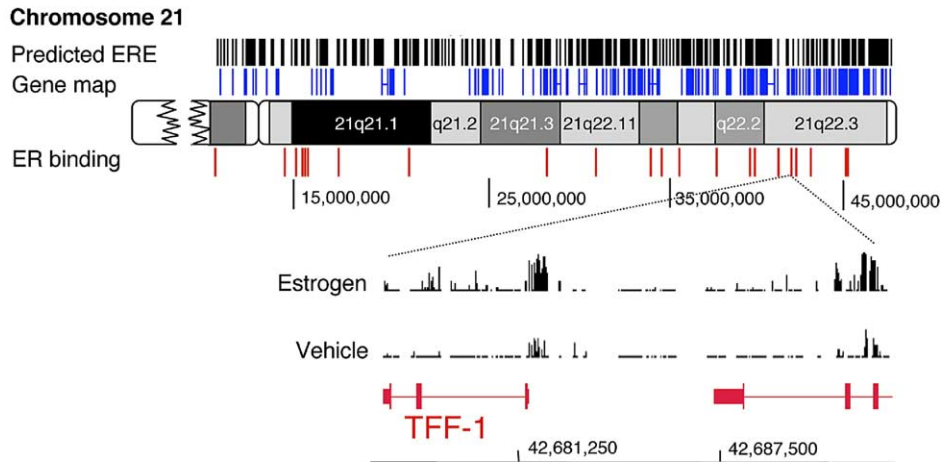 Chromosome 21
Predicted ERE
Gene map
21q21.1 q21.2 21q21.3 21q22.11 q22.2 21q22.3
ER binding
15,000,000 25,000,000 35,000,000 45,000,000
Estrogen
Vehicle
TFF-1
42,681,250 42,687,500